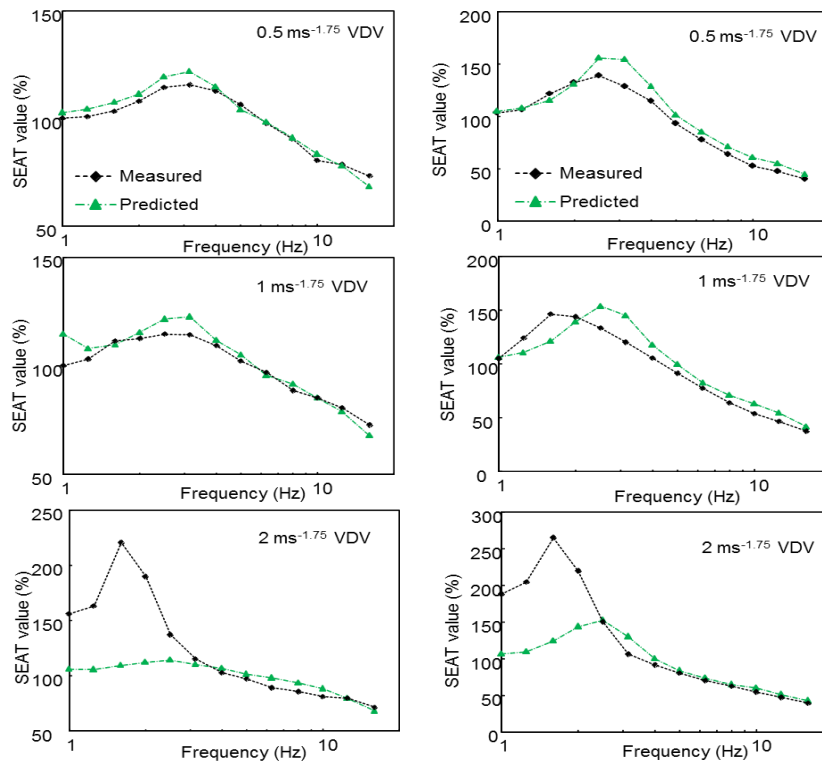 150
100
50
SEAT value (%)
0.5 ms-1.75 VDV
Measured
Predicted
1
10
Frequency (Hz)
200
150
100
50
0
SEAT value (%)
0.5 ms-1.75 VDV
Measured
Predicted
1
10
Frequency (Hz)
150
100
50
SEAT value (%)
1 ms-1.75 VDV
1
10
Frequency (Hz)
200
150
100
50
0
SEAT value (%)
1 ms-1.75 VDV
1
10
Frequency (Hz)
250
200
150
100
50
SEAT value (%)
2 ms-1.75 VDV
1
10
Frequency (Hz)
300
250
200
150
100
50
0
SEAT value (%)
2 ms-1.75 VDV
1
10
Frequency (Hz)